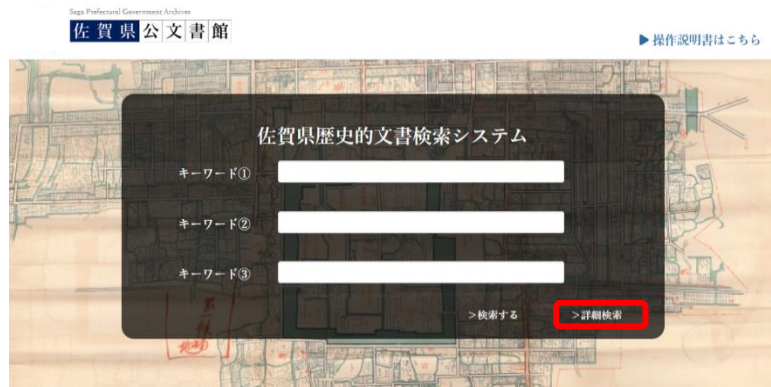 Saga Prefectural Government Archives
佐賀県公文書館
▶操作説明書はこちら
佐賀県歴史的文書検索システム
キーワード①
キーワード②
キーワード③
＞検索する
＞詳細検索